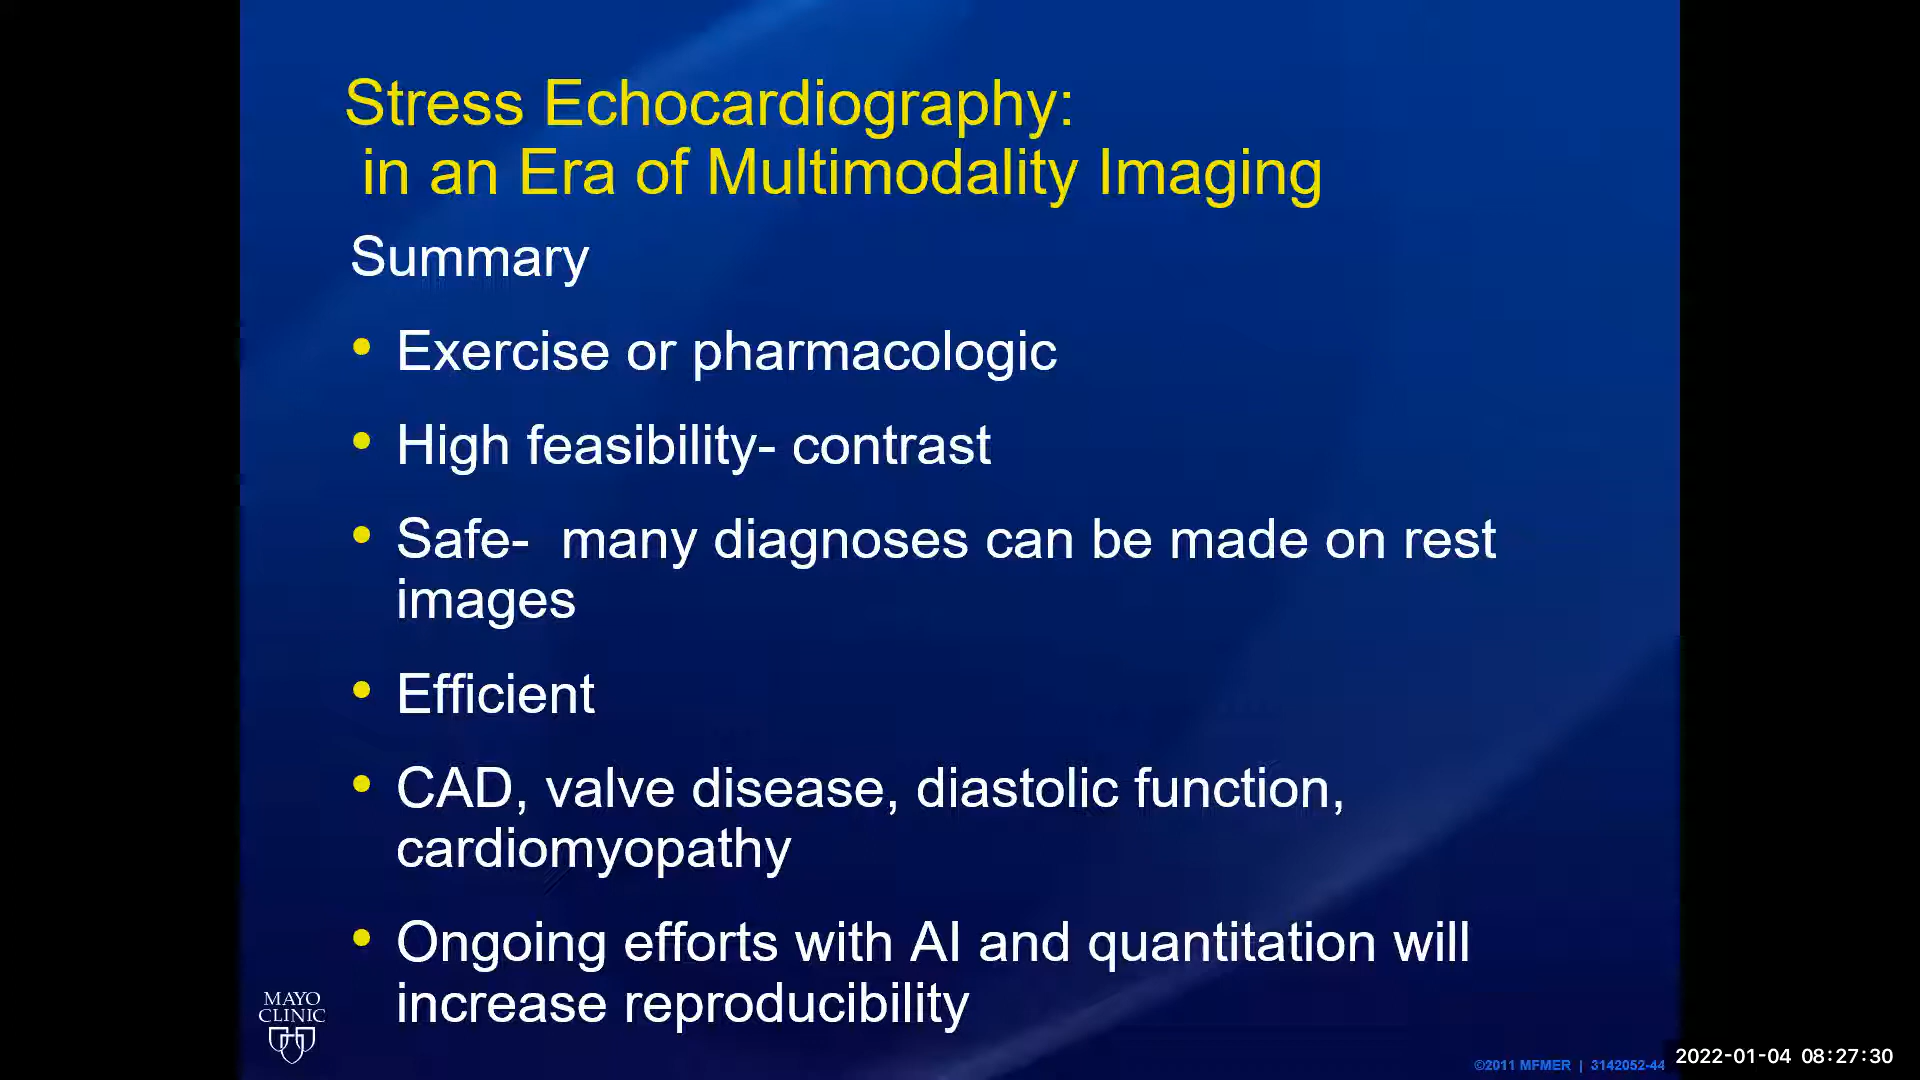 Stress Echocardiography:
in an Era of Multimodality Imaging
Summary
• Exercise or pharmacologic
• High feasibility- contrast
• Safe-  many diagnoses can be made on rest
images
• Efficient
• CAD, valve disease, diastolic function,
cardiomyopathy
• Ongoing efforts with AI and quantitation will
increase reproducibility
MAYO
CLINIC
©2011 MFMER | 3142052-44
2022-01-04 08:27:30